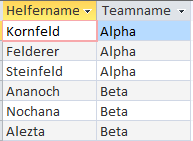 Helfername Teamname
Kornfeld Alpha
Felderer Alpha
Steinfeld Alpha
Ananoch Beta
Nochana Beta
Alezta Beta